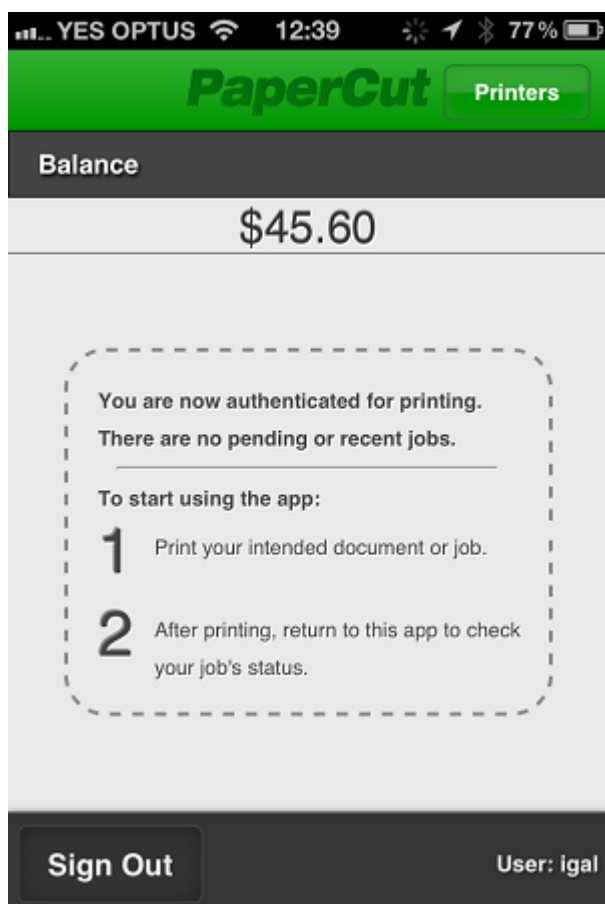 YES OPTUS 12:39 77%
PaperCut Printers
Balance
$45.60
You are now authenticated for printing.
There are no pending or recent jobs.
To start using the app:
1 Print your intended document or job.
2 After printing, return to this app to check
your job's status.
Sign Out User: igal